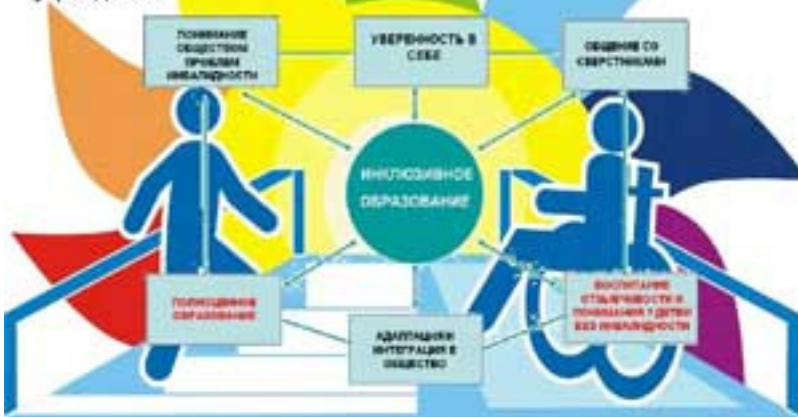 ПОНИМАНИЕ
ОБЩЕСТВОМ
ПРОБЛЕМ
ИНВАЛИДНОСТИ
УВЕРЕННОСТЬ В
СЕБЕ
ОБЩЕНИЕ СО
СВЕРСТНИКАМИ
ИНКЛЮЗИВНОЕ
ОБРАЗОВАНИЕ
ПОЛНОЦЕННОЕ
ОБРАЗОВАНИЕ
АДАПТАЦИЯ И
ИНТЕГРАЦИЯ В
ОБЩЕСТВО
ВОСПИТАНИЕ
ОТЗЫВЧИВОСТИ И
ПОНИМАНИЯ У ДЕТЕЙ
БЕЗ ИНВАЛИДНОСТИ